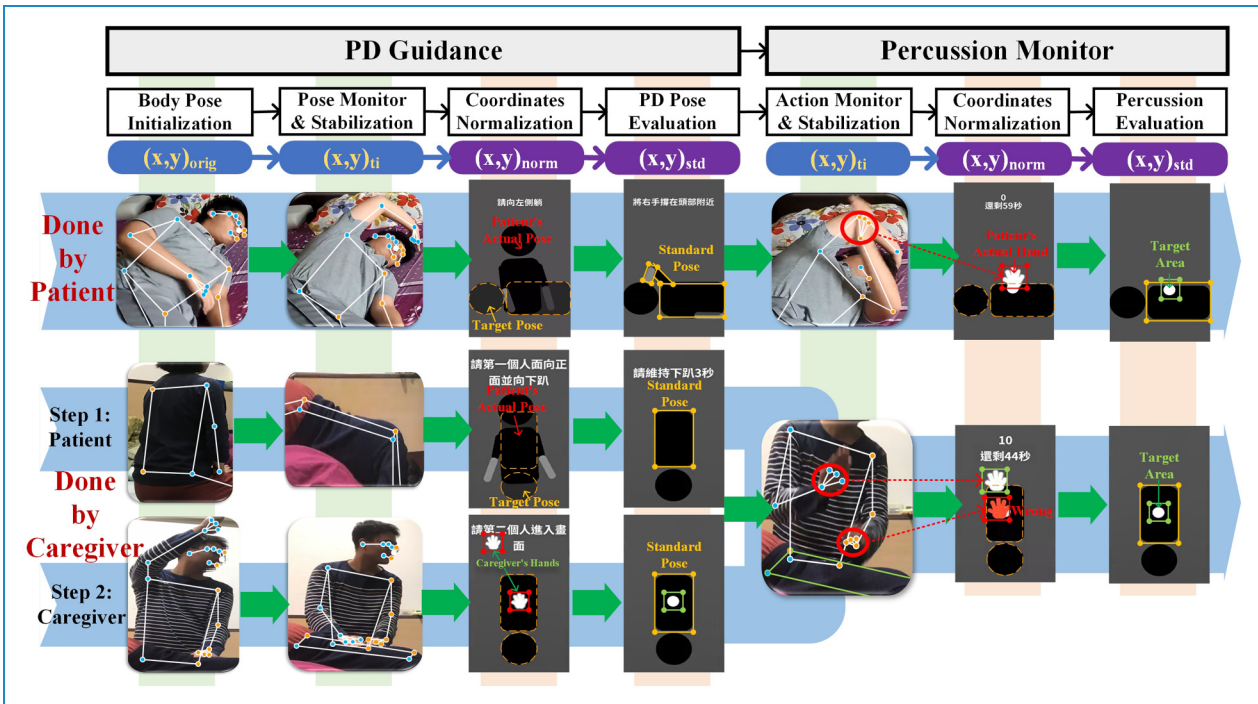 PD Guidance
Percussion Monitor
Body Pose
Initialization
Pose Monitor
& Stabilization
Coordinates
Normalization
PD Pose
Evaluation
Action Monitor
& Stabilization
Coordinates
Normalization
Percussion
Evaluation
(x,y)orig
(x,y)ti
(x,y)norm
(x,y)std
(x,y)ti
(x,y)norm
(x,y)std
Done
by
Patient
請向左側躺
Patient's
Actual Pose
Target Pose
將右手撐在頭部附近
Standard
Pose
0
還剩59秒
Patient's
Actual Hand
Target
Area
Done
by
Caregiver
Step 1:
Patient
請第一個人面向正
面並向下趴
Patient's
Actual Pose
Target Pose
請維持下趴3秒
Standard
Pose
10
還剩44秒
Wrong
Target
Area
Step 2:
Caregiver
請第二個人進入畫
面
Caregiver's Hands
Standard
Pose